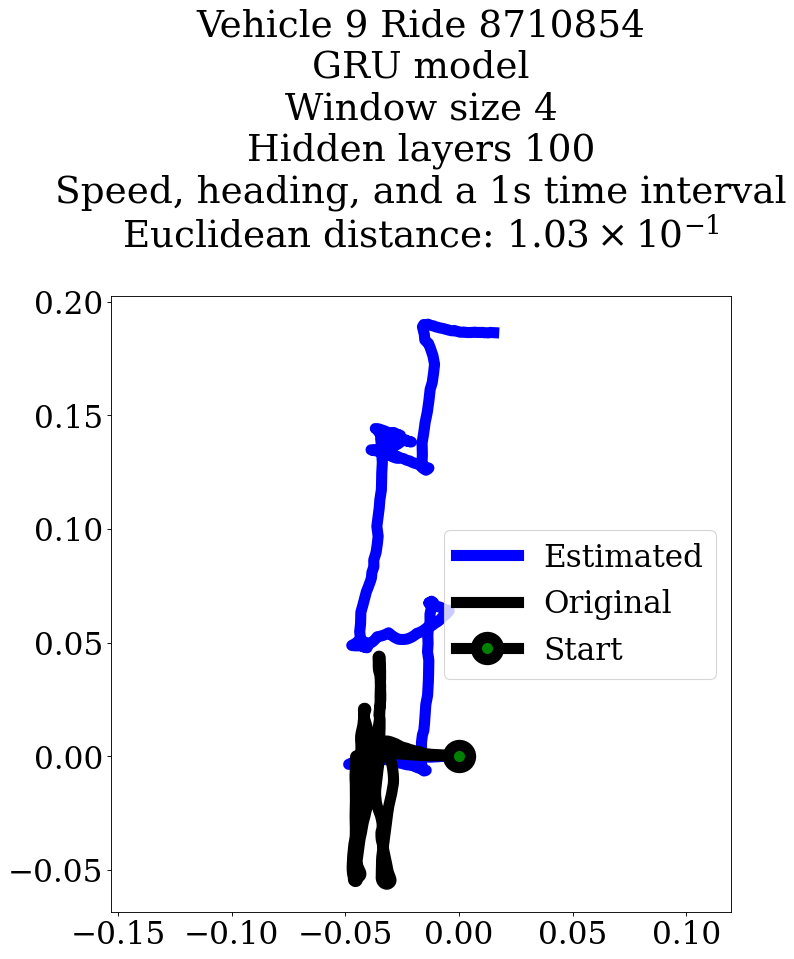 Vehicle 9 Ride 8710854
GRU model
Window size 4
Hidden layers 100
Speed, heading, and a 1s time interval
Euclidean distance: 1.03 × 10⁻¹
0.20
0.15
0.10
0.05
0.00
−0.05
Estimated
Original
Start
−0.15 −0.10 −0.05 0.00 0.05 0.10